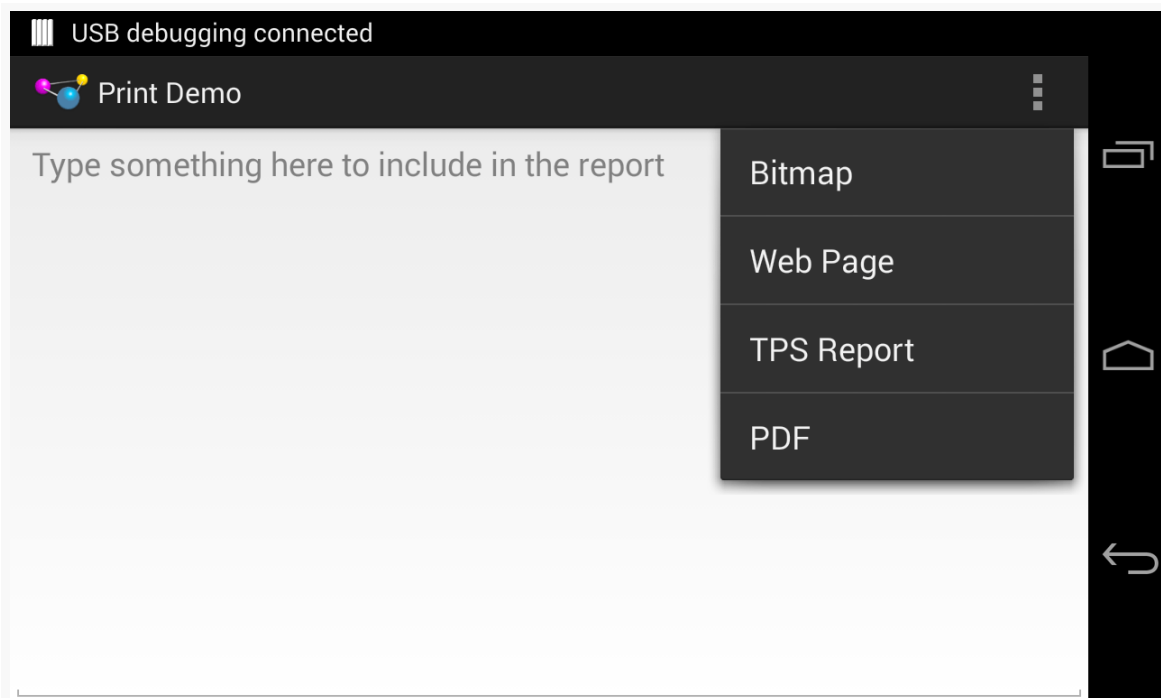 USB debugging connected
Print Demo
Type something here to include in the report
Bitmap
Web Page
TPS Report
PDF